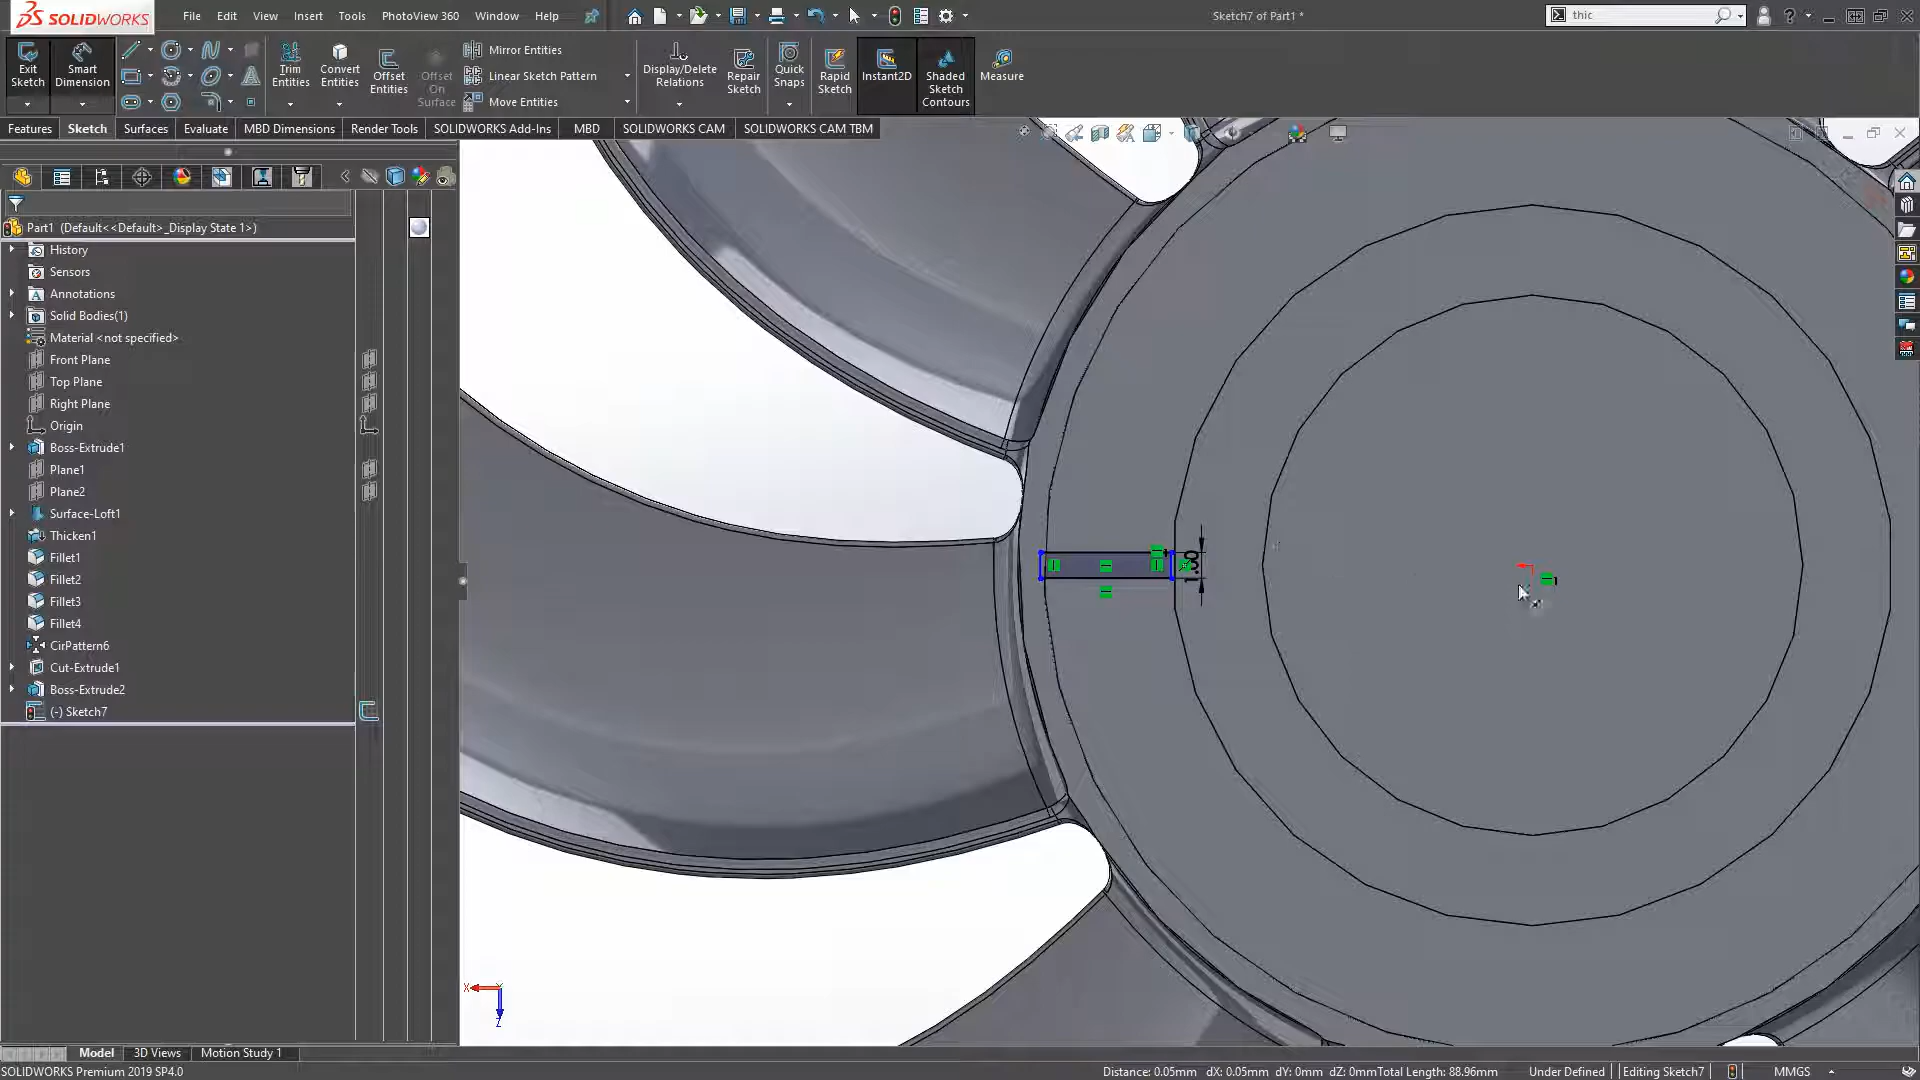 SOLIDWORKS
File Edit View Insert Tools PhotoView 360 Window Help
Sketch7 of Part1 *
thic
Exit Sketch
Smart Dimension
Trim Entities
Convert Entities
Offset Entities
Offset On Surface
Mirror Entities
Linear Sketch Pattern
Move Entities
Display/Delete Relations
Repair Sketch
Quick Snaps
Rapid Sketch
Instant2D
Shaded Sketch Contours
Measure
Features Sketch Surfaces Evaluate MBD Dimensions Render Tools SOLIDWORKS Add-Ins MBD SOLIDWORKS CAM SOLIDWORKS CAM TBM
Part1 (Default<<Default>_Display State 1>)
History
Sensors
Annotations
Solid Bodies(1)
Material <not specified>
Front Plane
Top Plane
Right Plane
Origin
Boss-Extrude1
Plane1
Plane2
Surface-Loft1
Thicken1
Fillet1
Fillet2
Fillet3
Fillet4
CirPattern6
Cut-Extrude1
Boss-Extrude2
(-) Sketch7
1.00
1
X
Z
Model 3D Views Motion Study 1
SOLIDWORKS Premium 2019 SP4.0
Distance: 0.05mm dX: 0.05mm dY: 0mm dZ: 0mmTotal Length: 88.96mm Under Defined Editing Sketch7 MMGS